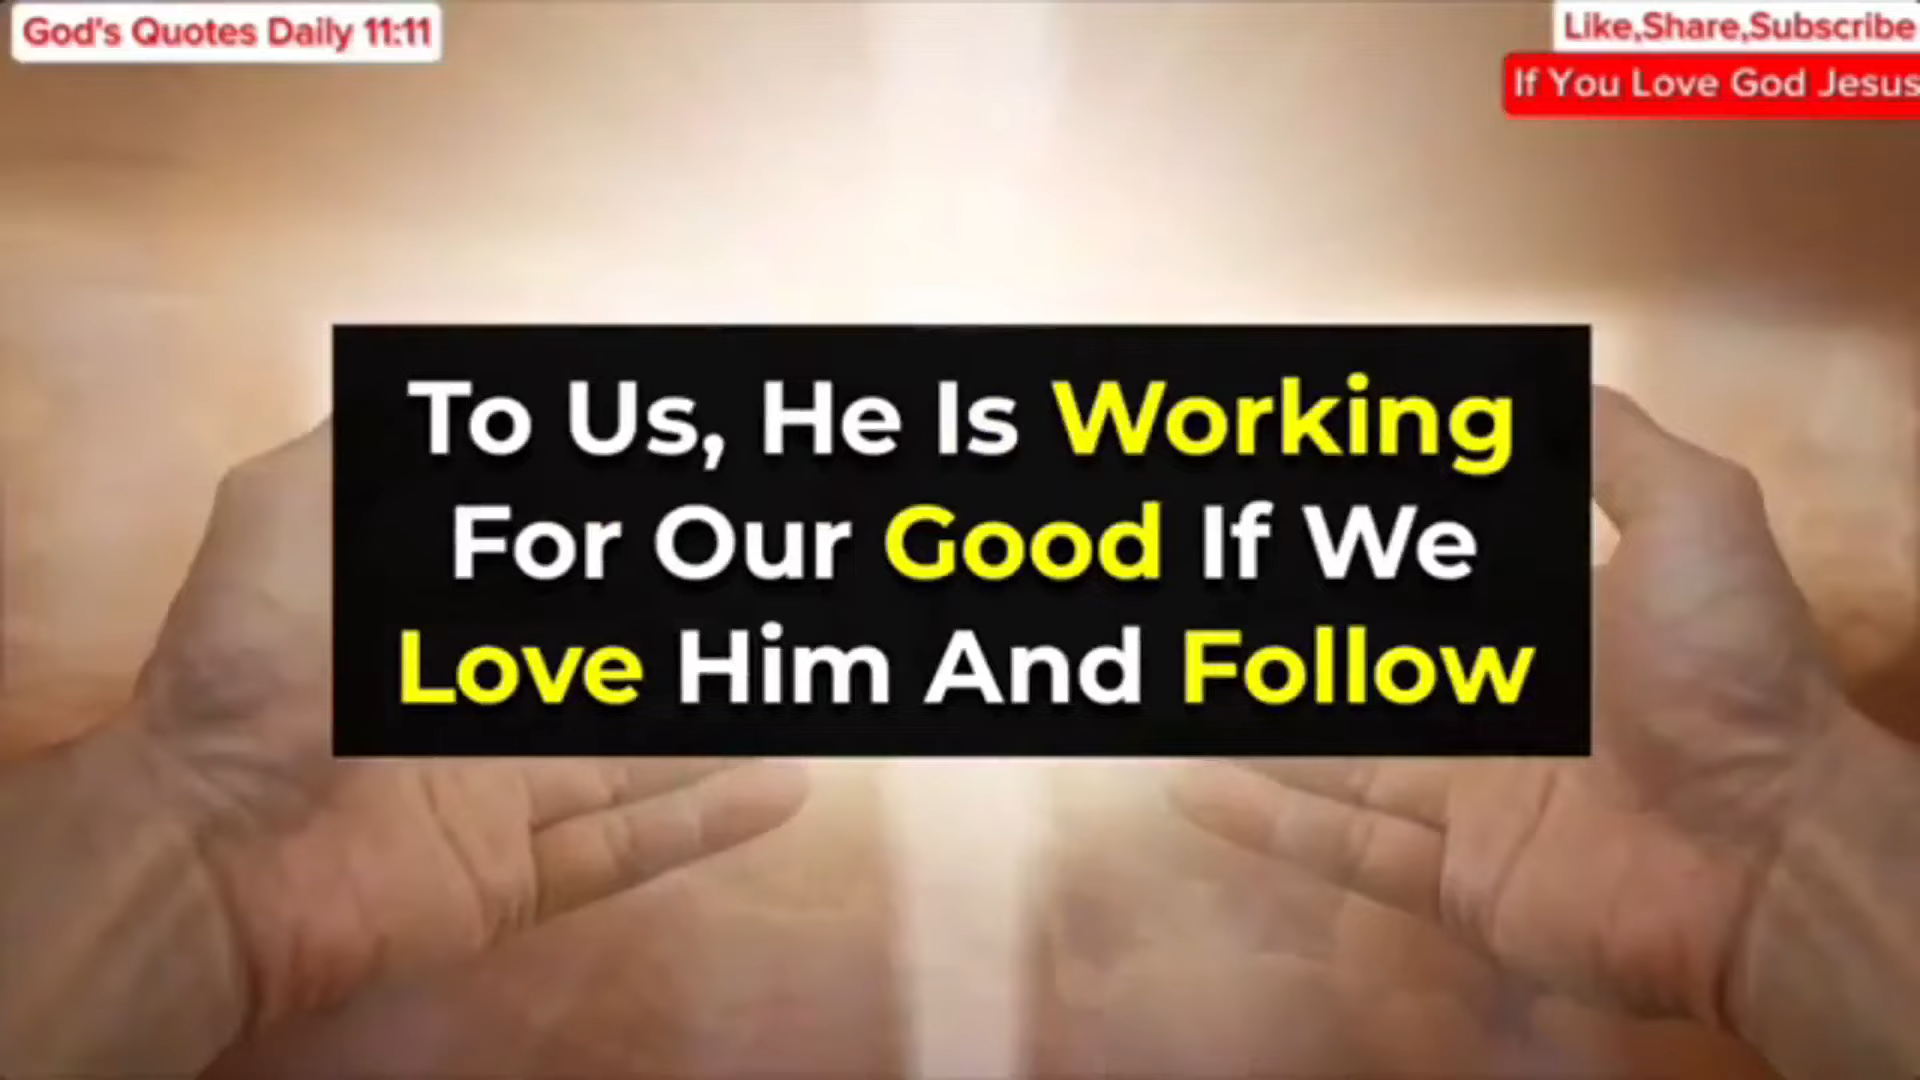 God's Quotes Daily 11:11
Like,Share,Subscribe
If You Love God Jesus
To Us, He Is Working
For Our Good If We
Love Him And Follow